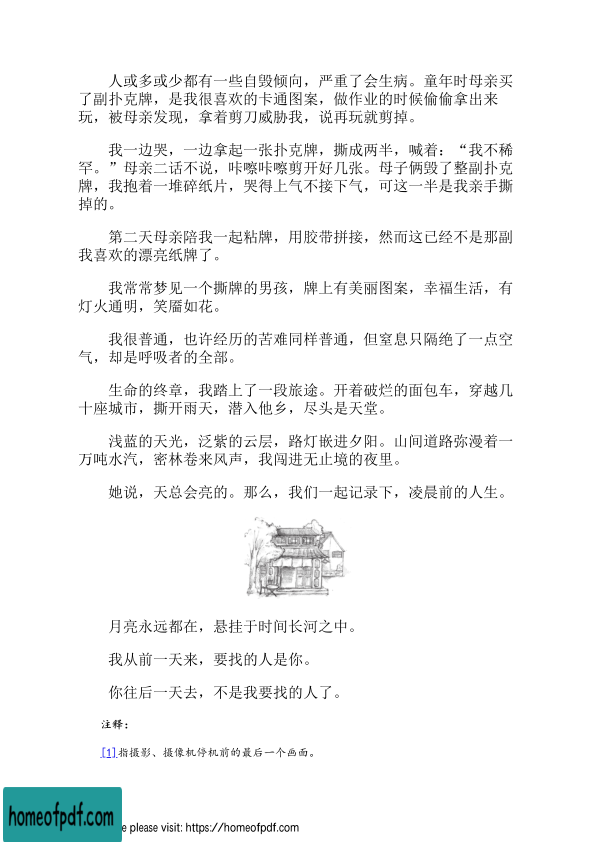 人或多或少都有一些自毁倾向，严重了会生病。童年时母亲买
了副扑克牌，是我很喜欢的卡通图案，做作业的时候偷偷拿出来
玩，被母亲发现，拿着剪刀威胁我，说再玩就剪掉。
我一边哭，一边拿起一张扑克牌，撕成两半，喊着：“我不稀
罕。”母亲二话不说，咔嚓咔嚓剪开好几张。母子俩毁了整副扑克
牌，我抱着一堆碎纸片，哭得上气不接下气，可这一半是我亲手撕
掉的。
第二天母亲陪我一起粘牌，用胶带拼接，然而这已经不是那副
我喜欢的漂亮纸牌了。
我常常梦见一个撕牌的男孩，牌上有美丽图案，幸福生活，有
灯火通明，笑靥如花。
我很普通，也许经历的苦难同样普通，但窒息只隔绝了一点空
气，却是呼吸者的全部。
生命的终章，我踏上了一段旅途。开着破烂的面包车，穿越几
十座城市，撕开雨天，潜入他乡，尽头是天堂。
浅蓝的天光，泛紫的云层，路灯嵌进夕阳。山间道路弥漫着一
万吨水汽，密林卷来风声，我闯进无止境的夜里。
她说，天总会亮的。那么，我们一起记录下，凌晨前的人生。
月亮永远都在，悬挂于时间长河之中。
我从前一天来，要找的人是你。
你往后一天去，不是我要找的人了。
注释：
[1]指摄影、摄像机停机前的最后一个画面。
homeofpdf.com
e please visit: https://homeofpdf.com